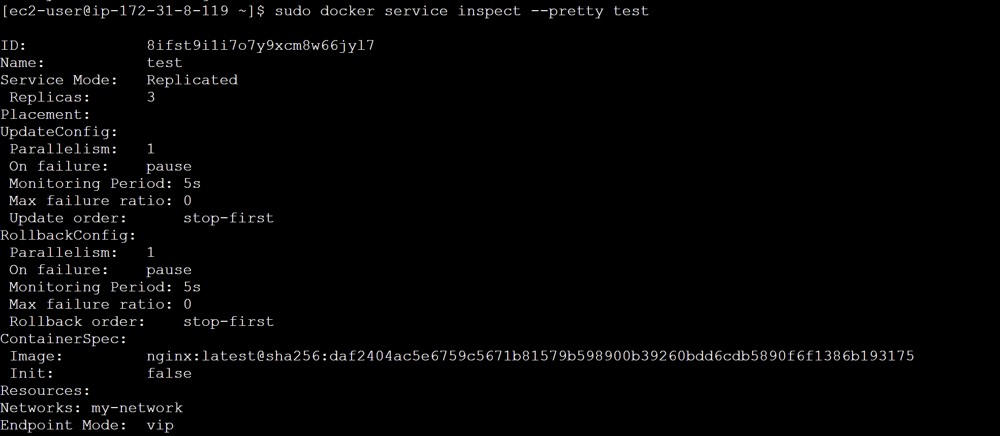 [ec2-user@ip-172-31-8-119 ~]$ sudo docker service inspect --pretty test
ID: 8ifst9i1i7o7y9xcm8w66jyl7
Name: test
Service Mode: Replicated
Replicas: 3
Placement:
UpdateConfig:
Parallelism: 1
On failure: pause
Monitoring Period: 5s
Max failure ratio: 0
Update order: stop-first
RollbackConfig:
Parallelism: 1
On failure: pause
Monitoring Period: 5s
Max failure ratio: 0
Rollback order: stop-first
ContainerSpec:
Image: nginx:latest@sha256:daf2404ac5e6759c5671b81579b598900b39260bdd6cdb5890f6f1386b193175
Init: false
Resources:
Networks: my-network
Endpoint Mode: vip